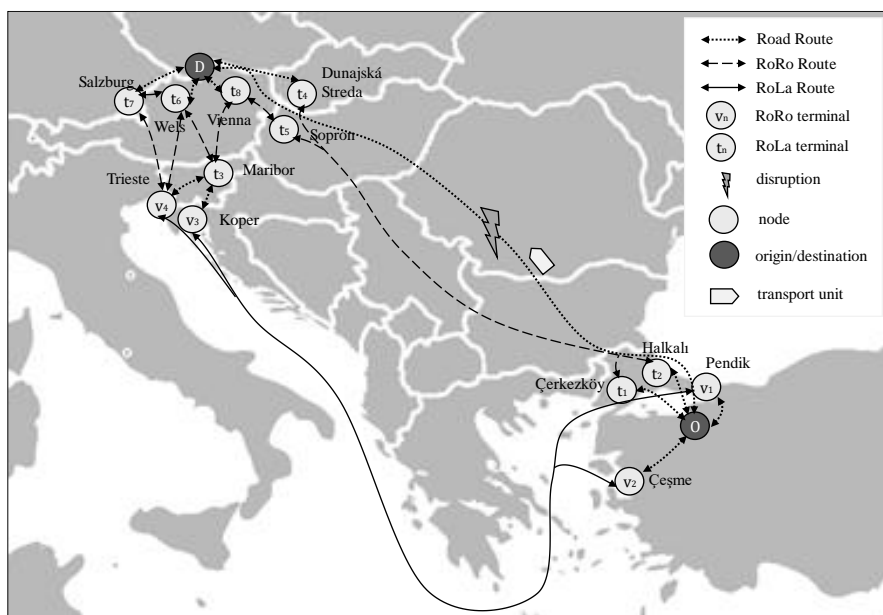 Road Route
RoRo Route
RoLa Route
vn RoRo terminal
tn RoLa terminal
disruption
node
origin/destination
transport unit
D
Salzburg
t7
t6
t8
Dunajská
Streda
t4
Wels
Vienna
t5
Sopron
t3
Maribor
Trieste
v4
v3
Koper
Halkalı
Pendik
t2
v1
Çerkezköy
t1
O
v2
Çeşme